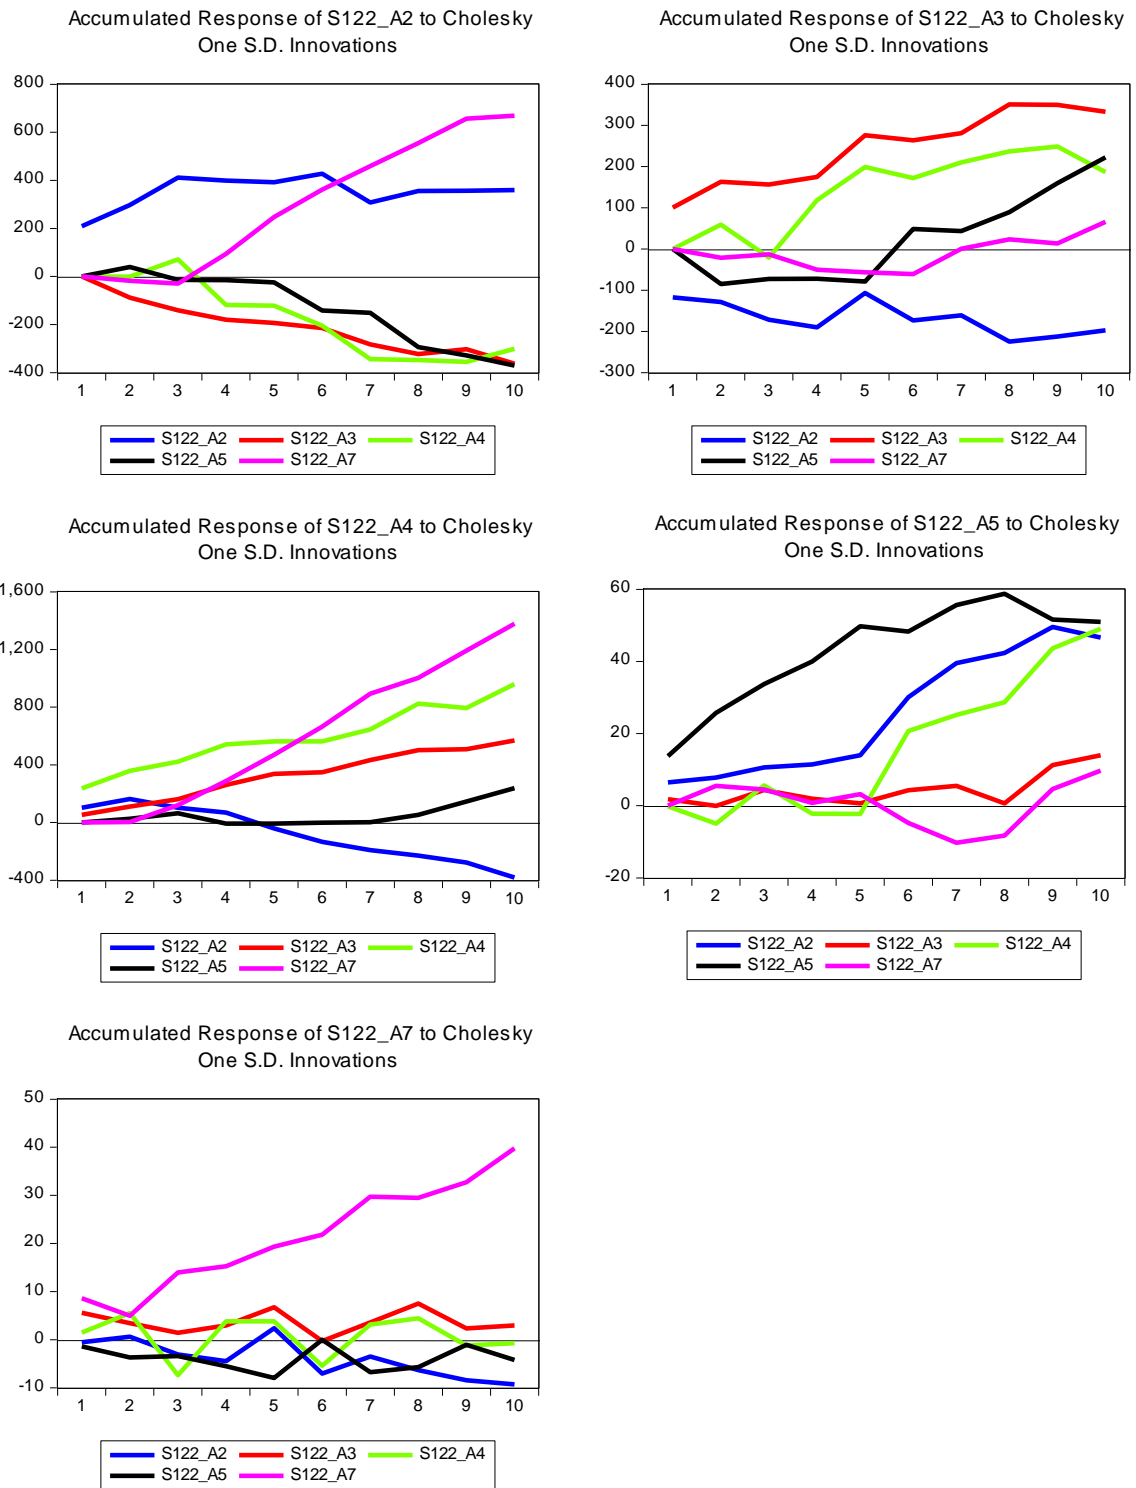 Accumulated Response of S122_A2 to Cholesky
One S.D. Innovations
800
600
400
200
0
-200
-400
1 2 3 4 5 6 7 8 9 10
S122_A2 S122_A3 S122_A4
S122_A5 S122_A7
Accumulated Response of S122_A3 to Cholesky
One S.D. Innovations
400
300
200
100
0
-100
-200
-300
1 2 3 4 5 6 7 8 9 10
S122_A2 S122_A3 S122_A4
S122_A5 S122_A7
Accumulated Response of S122_A4 to Cholesky
One S.D. Innovations
1,600
1,200
800
400
0
-400
1 2 3 4 5 6 7 8 9 10
S122_A2 S122_A3 S122_A4
S122_A5 S122_A7
Accumulated Response of S122_A5 to Cholesky
One S.D. Innovations
60
40
20
0
-20
1 2 3 4 5 6 7 8 9 10
S122_A2 S122_A3 S122_A4
S122_A5 S122_A7
Accumulated Response of S122_A7 to Cholesky
One S.D. Innovations
50
40
30
20
10
0
-10
1 2 3 4 5 6 7 8 9 10
S122_A2 S122_A3 S122_A4
S122_A5 S122_A7